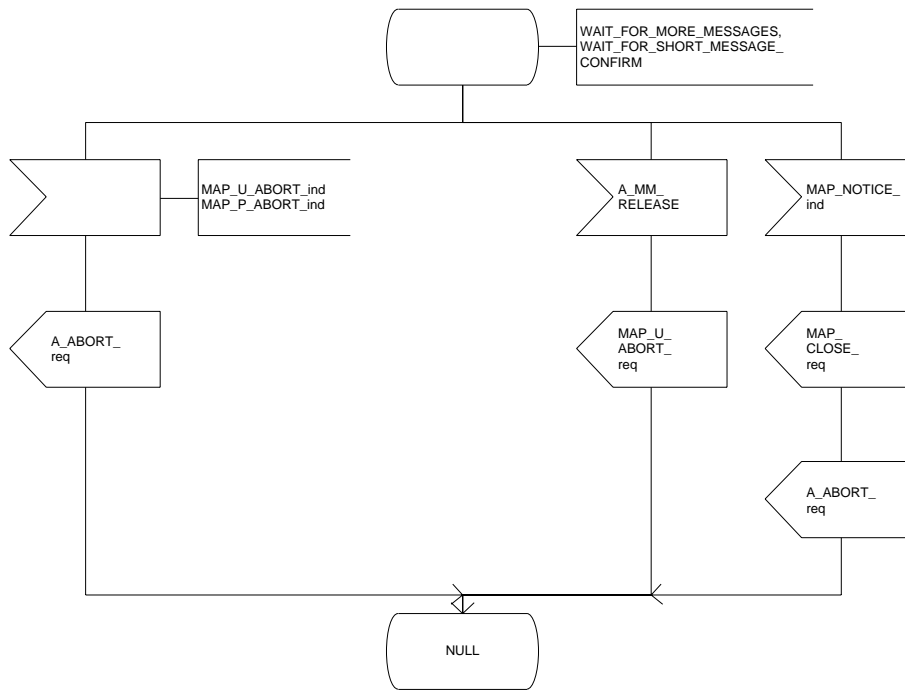 WAIT_FOR_MORE_MESSAGES,
WAIT_FOR_SHORT_MESSAGE_
CONFIRM
MAP_U_ABORT_ind
MAP_P_ABORT_ind
A_MM_
RELEASE
MAP_NOTICE_
ind
A_ABORT_
req
MAP_U_
ABORT_
req
MAP_
CLOSE_
req
A_ABORT_
req
NULL